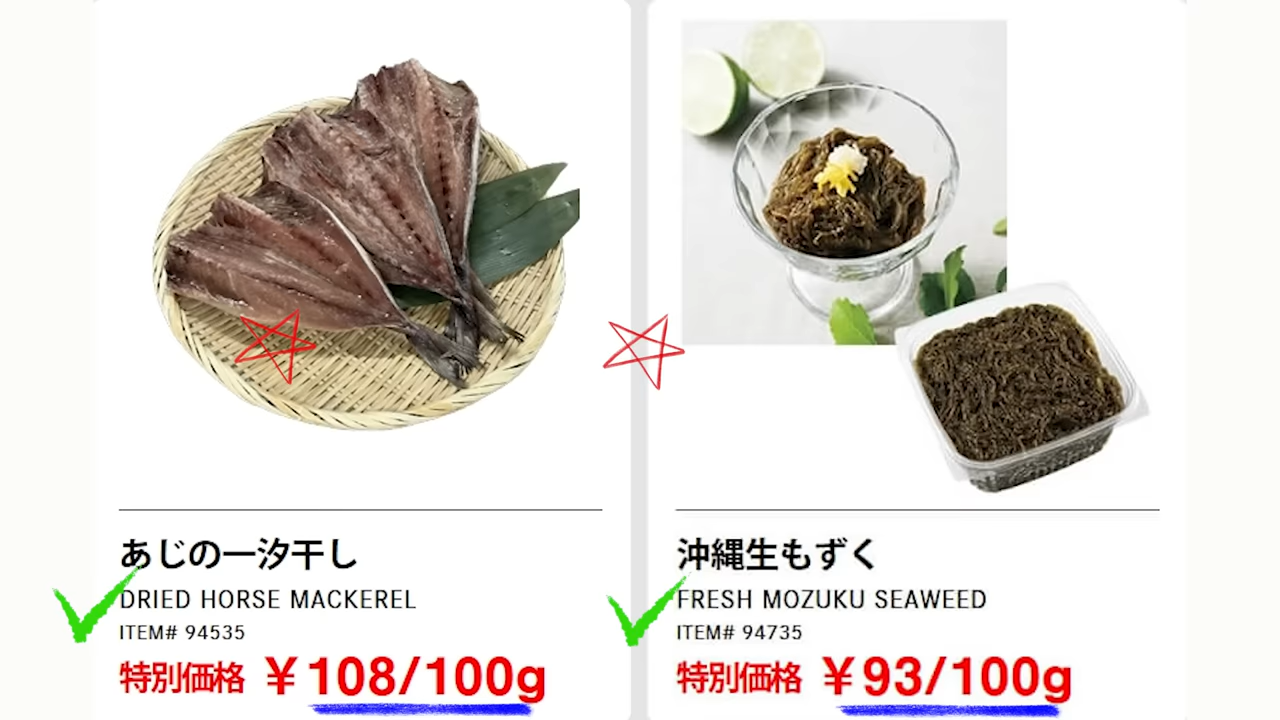 あじの一汐干し
DRIED HORSE MACKEREL
ITEM# 94535
特別価格 ￥108/100g
沖縄生もずく
FRESH MOZUKU SEAWEED
ITEM# 94735
特別価格 ￥93/100g